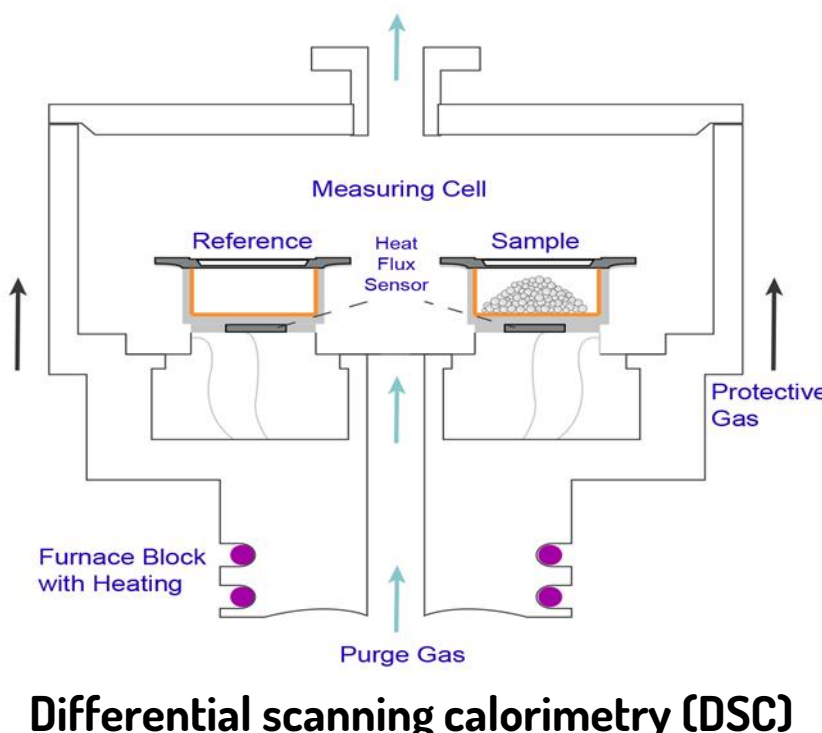 Measuring Cell
Reference
Heat
Flux
Sensor
Sample
Protective
Gas
Furnace Block
with Heating
Purge Gas
Differential scanning calorimetry (DSC)